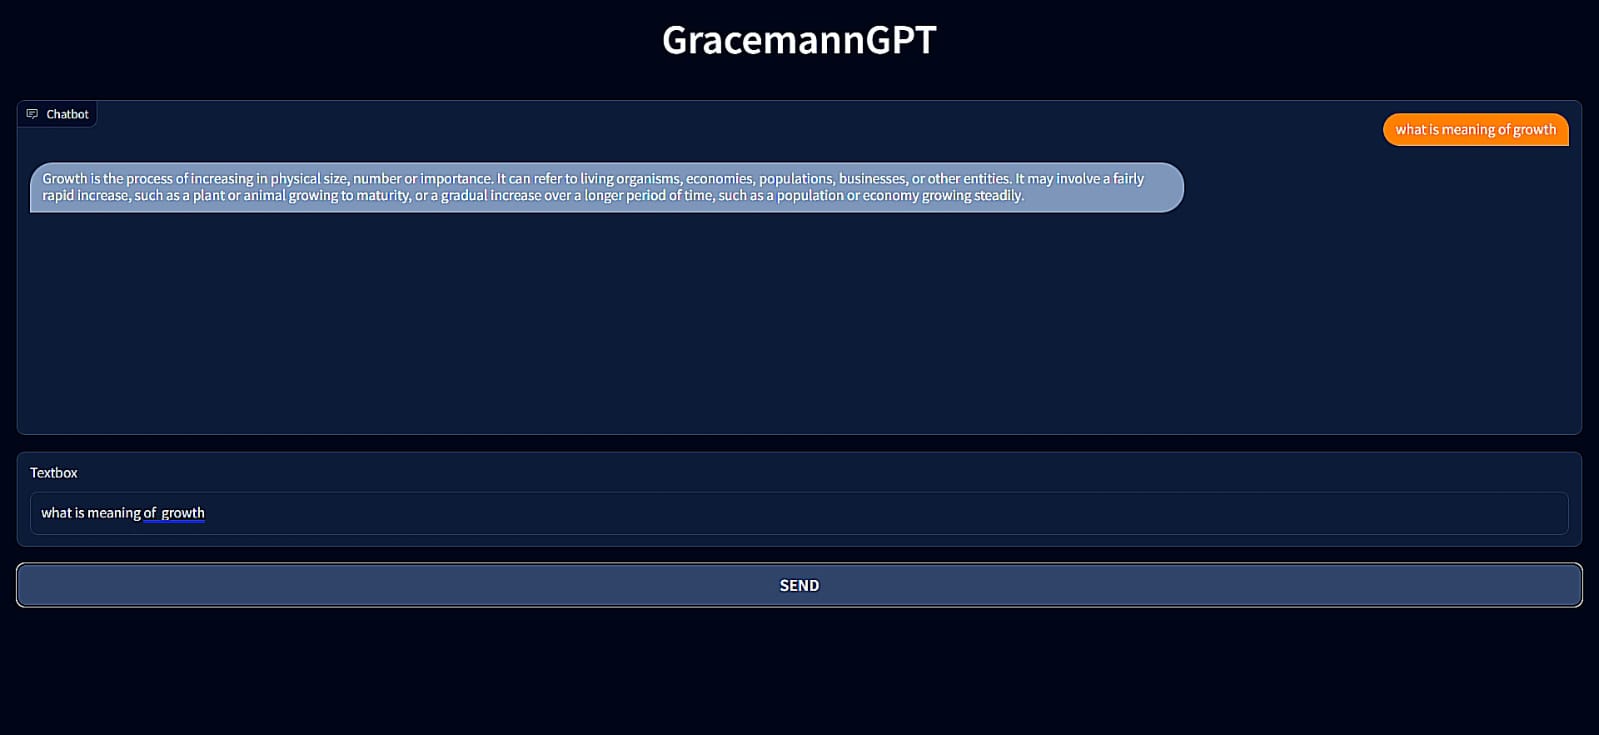 GracemannGPT
Chatbot
what is meaning of growth
Growth is the process of increasing in physical size, number or importance. It can refer to living organisms, economies, populations, businesses, or other entities. It may involve a fairly
rapid increase, such as a plant or animal growing to maturity, or a gradual increase over a longer period of time, such as a population or economy growing steadily.
Textbox
what is meaning of  growth
SEND